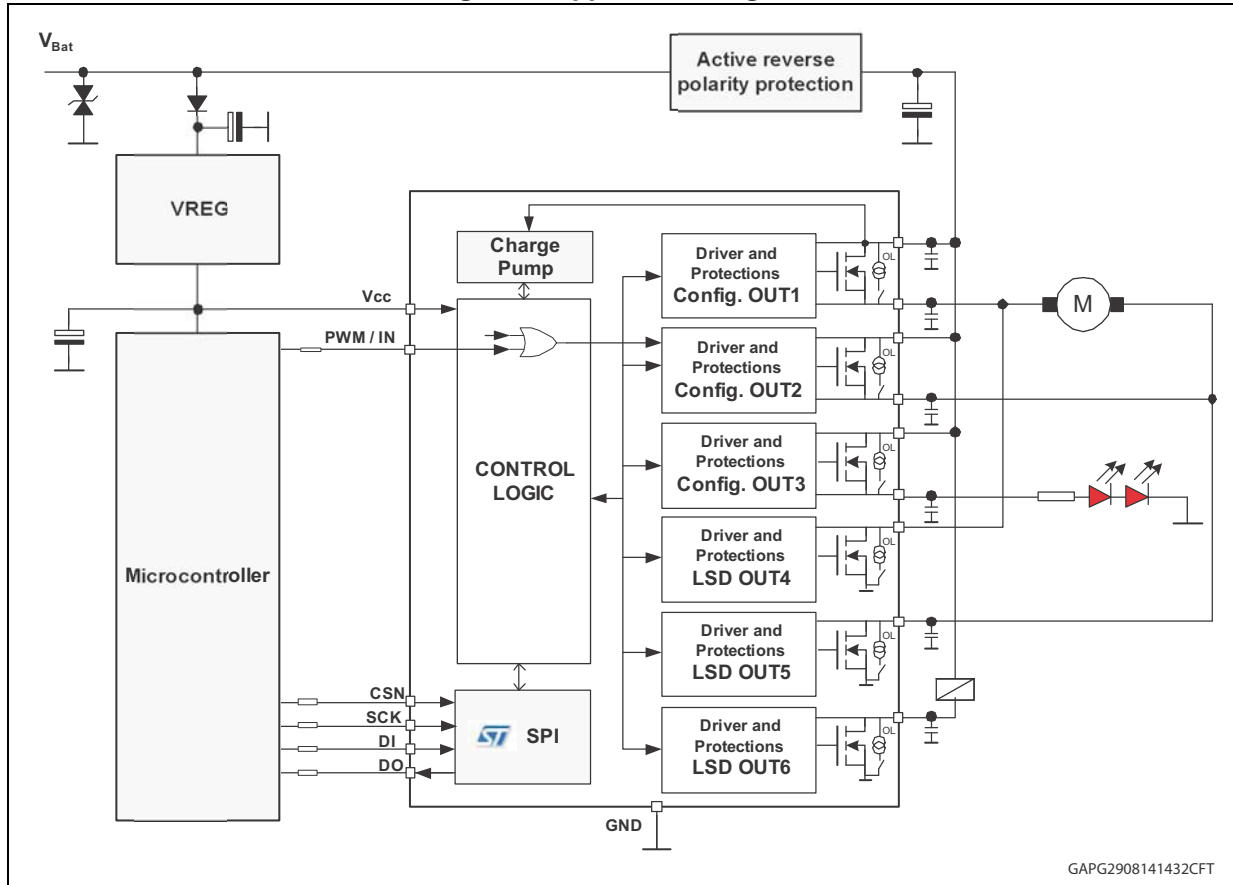 VBat
Active reverse
polarity protection
VREG
Charge
Pump
Driver and
Protections
Config. OUT1
OL
Vcc
M
PWM / IN
Driver and
Protections
Config. OUT2
OL
CONTROL
LOGIC
Driver and
Protections
Config. OUT3
OL
Microcontroller
Driver and
Protections
LSD OUT4
OL
Driver and
Protections
LSD OUT5
OL
CSN
SCK
DI
DO
ST SPI
Driver and
Protections
LSD OUT6
OL
GND
GAPG2908141432CFT